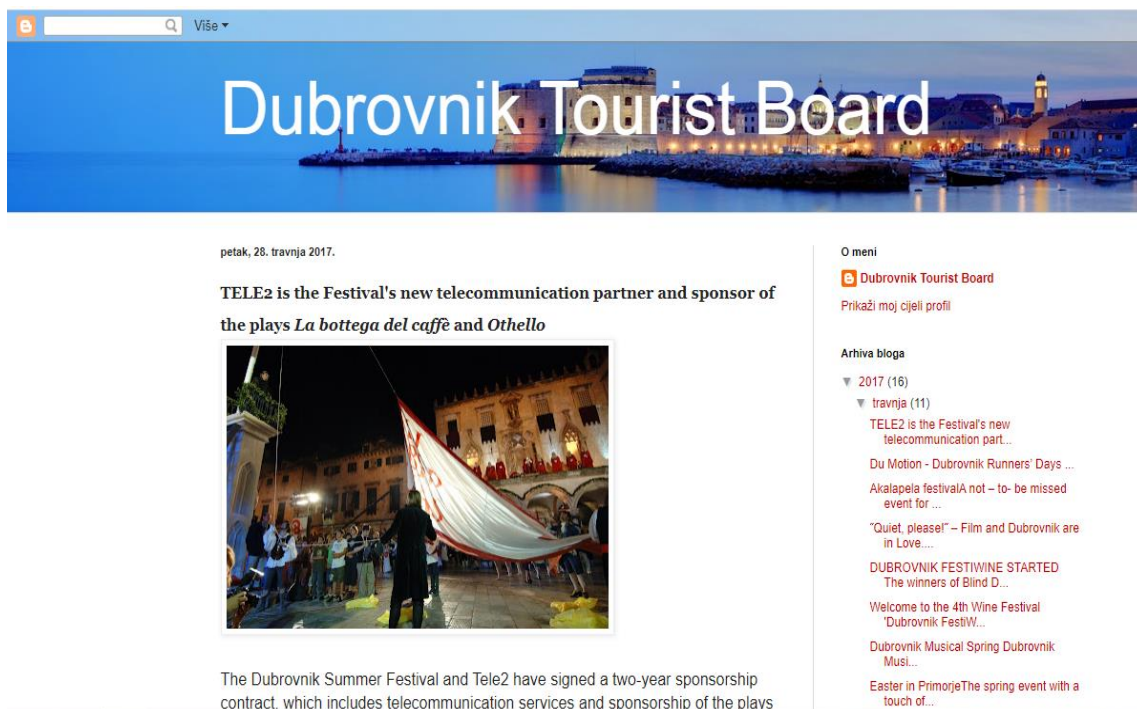 Više
Dubrovnik Tourist Board
petak, 28. travnja 2017.
TELE2 is the Festival's new telecommunication partner and sponsor of
the plays La bottega del caffè and Othello
The Dubrovnik Summer Festival and Tele2 have signed a two-year sponsorship
contract, which includes telecommunication services and sponsorship of the plays
O meni
Dubrovnik Tourist Board
Prikaži moj cijeli profil
Arhiva bloga
▼ 2017 (16)
▼ travnja (11)
TELE2 is the Festival's new
telecommunication part...
Du Motion - Dubrovnik Runners' Days ...
Akalapela festivalA not – to- be missed
event for ...
"Quiet, please!" – Film and Dubrovnik are
in Love....
DUBROVNIK FESTIWINE STARTED
The winners of Blind D...
Welcome to the 4th Wine Festival
'Dubrovnik FestiW...
Dubrovnik Musical Spring Dubrovnik
Musi...
Easter in PrimorjeThe spring event with a
touch of...